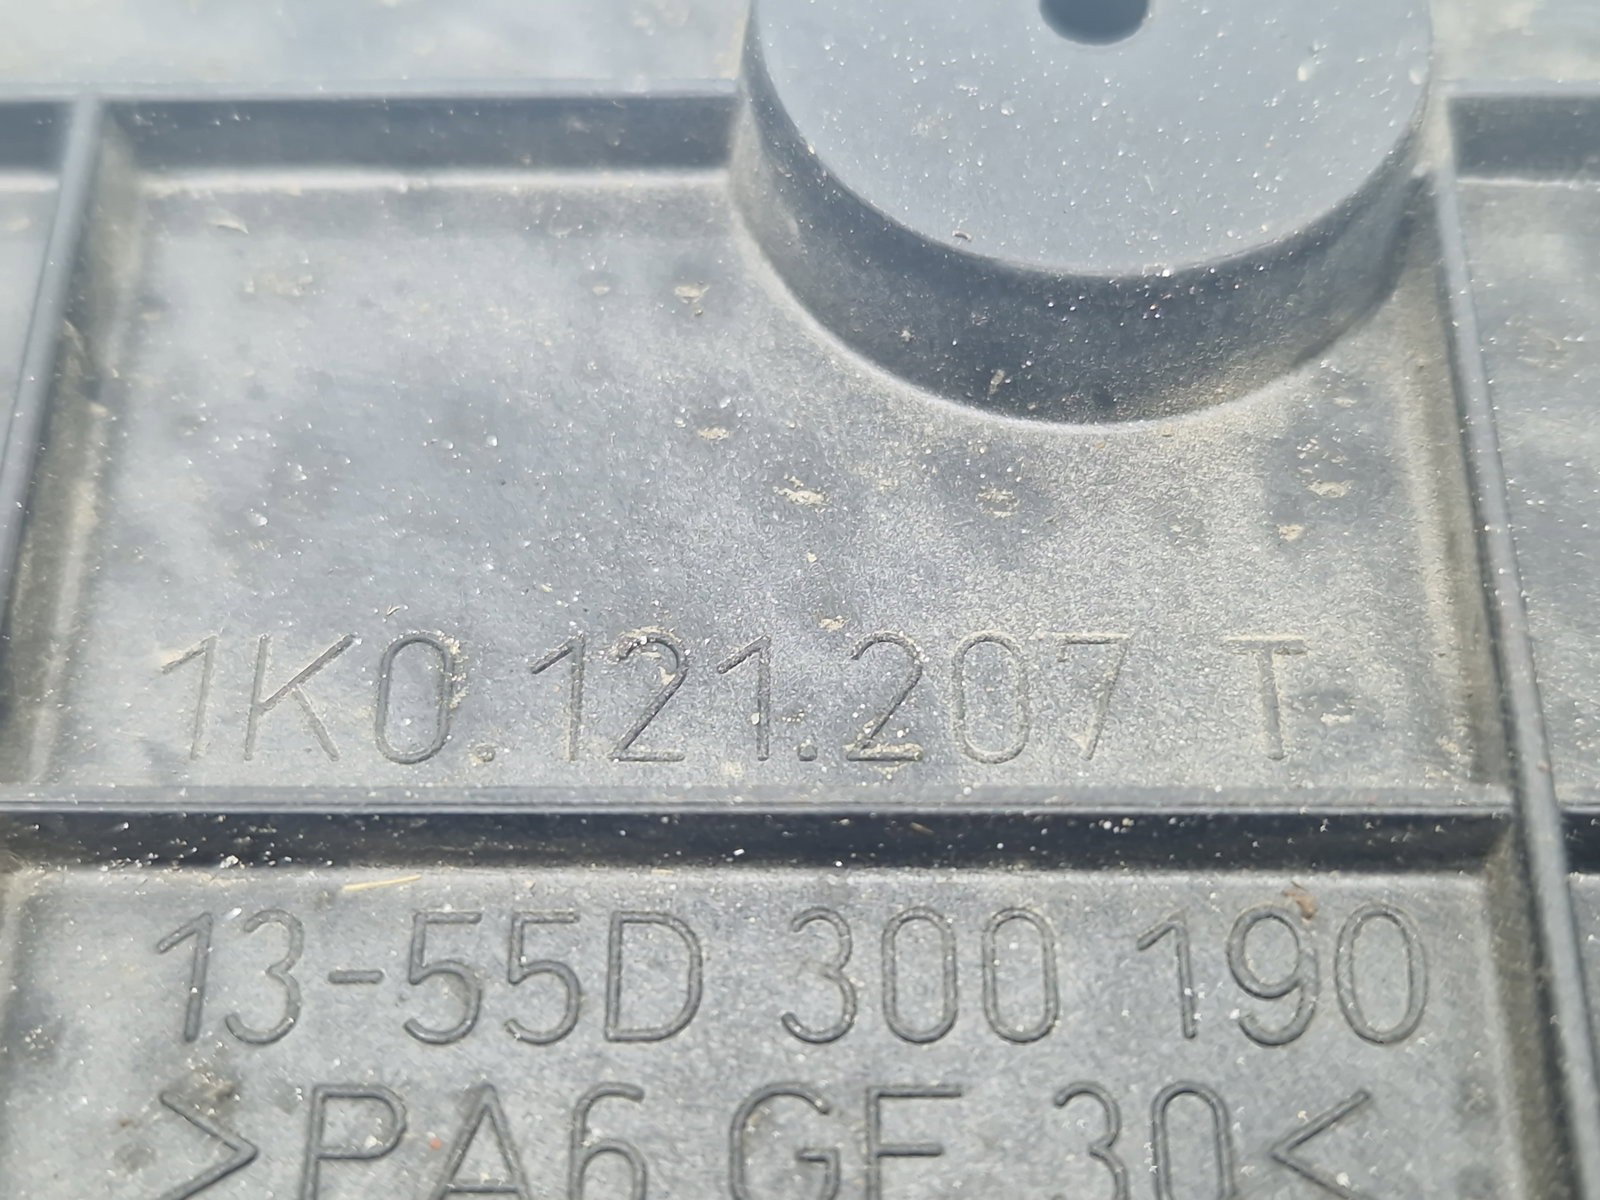 1K0.121.207 T
13-55D 300 190
>PA6 GF 30<